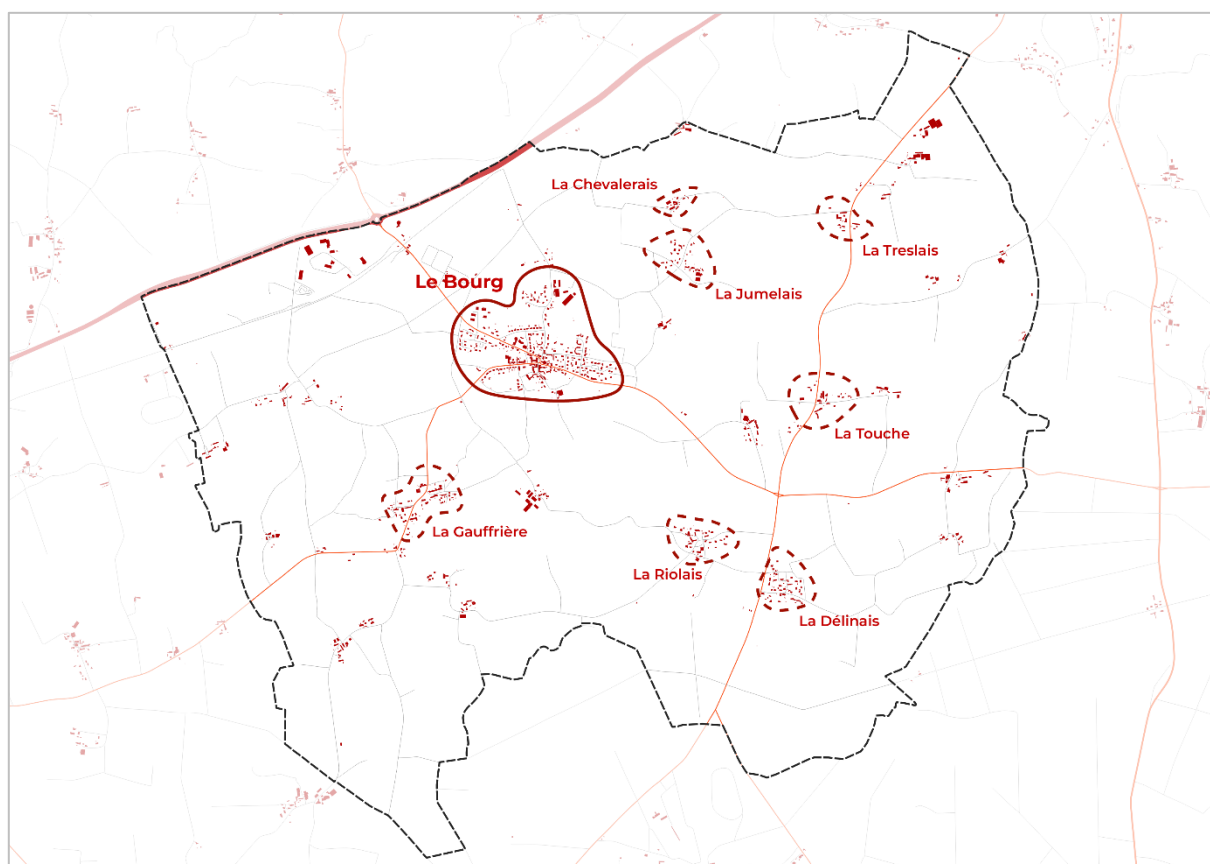 La Chevalerais
La Treslais
Le Bourg
La Jumelais
La Touche
La Gauffrière
La Riolais
La Délinais